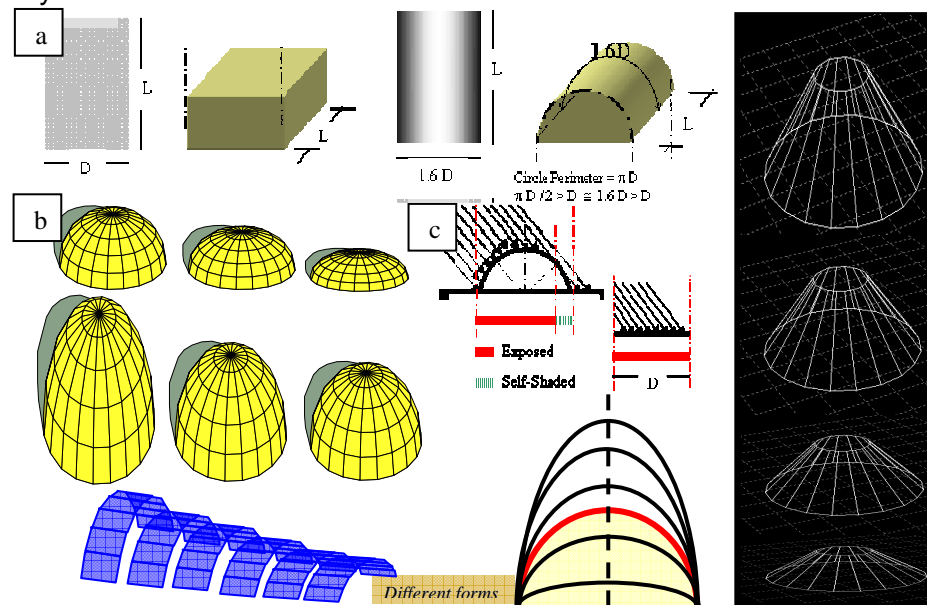 a
L
D
L
L
1.6 D
1.6D
L
Circle Perimeter = π D
π D /2 > D ≅ 1.6 D > D
b
c
Exposed
Self-Shaded
D
Different forms